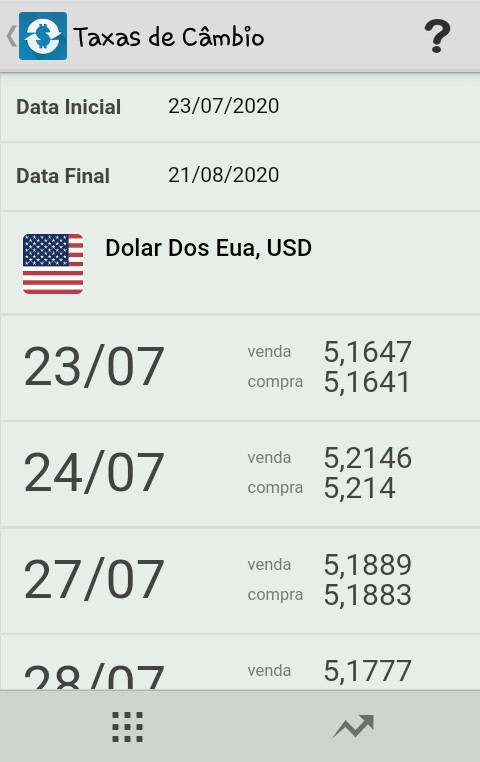 Taxas de Câmbio ?
Data Inicial 23/07/2020
Data Final 21/08/2020
Dolar Dos Eua, USD
23/07 venda 5,1647
compra 5,1641
24/07 venda 5,2146
compra 5,214
27/07 venda 5,1889
compra 5,1883
28/07 venda 5,1777